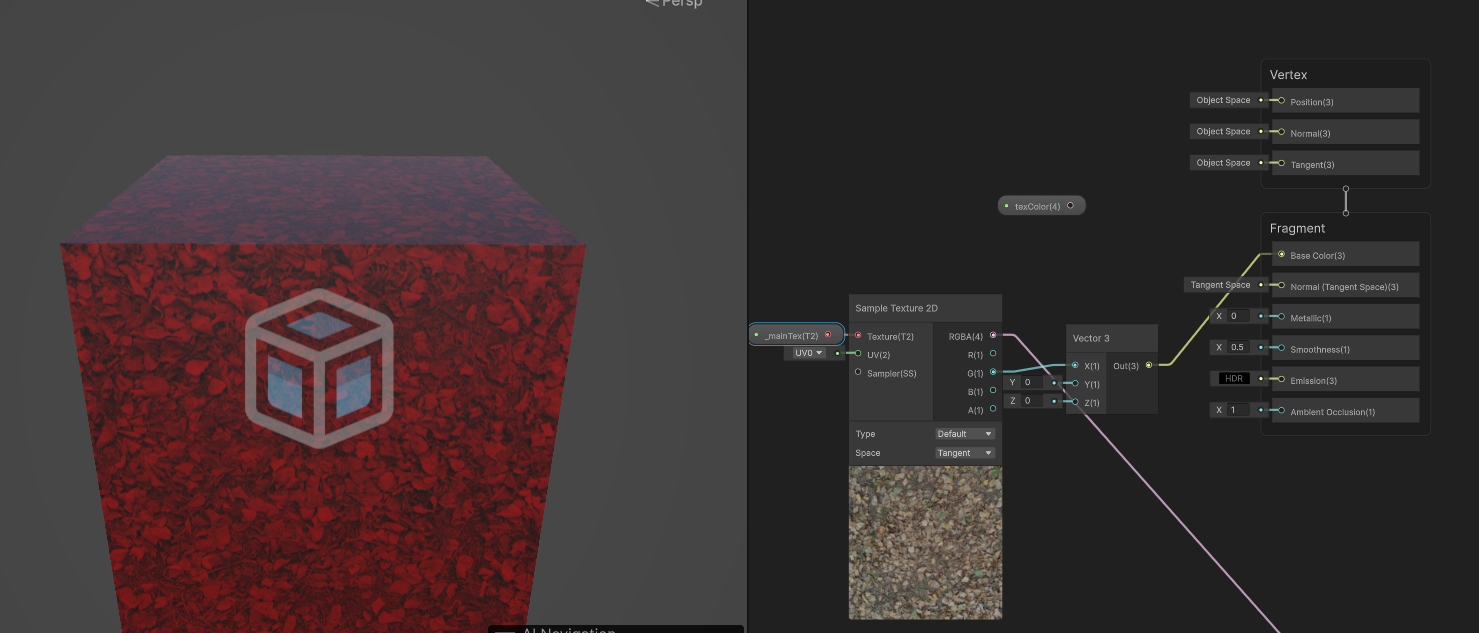 Persp
AI Navigation
Vertex
Object Space
Position(3)
Object Space
Normal(3)
Object Space
Tangent(3)
texColor(4)
Fragment
Base Color(3)
Tangent Space
Normal (Tangent Space)(3)
X 0
Metallic(1)
X 0.5
Smoothness(1)
HDR
Emission(3)
X 1
Ambient Occlusion(1)
_mainTex(T2)
UV0
Sample Texture 2D
Texture(T2)
RGBA(4)
UV(2)
R(1)
Sampler(SS)
G(1)
B(1)
A(1)
Type
Default
Space
Tangent
Y 0
Z 0
Vector 3
X(1)
Out(3)
Y(1)
Z(1)